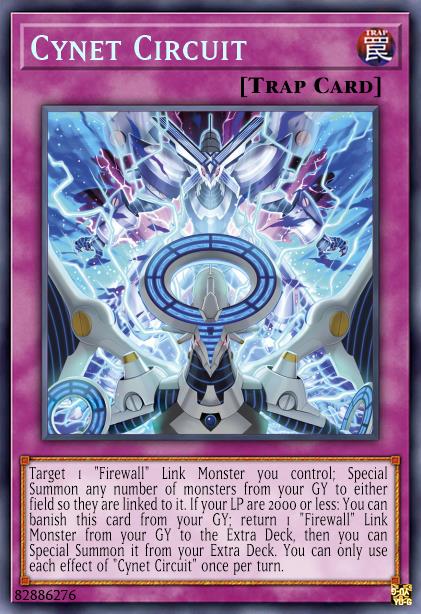 Cynet Circuit
TRAP
罠
[Trap Card]
Target 1 "Firewall" Link Monster you control; Special
Summon any number of monsters from your GY to either
field so they are linked to it. If your LP are 2000 or less: You can
banish this card from your GY; return 1 "Firewall" Link
Monster from your GY to the Extra Deck, then you can
Special Summon it from your Extra Deck. You can only use
each effect of "Cynet Circuit" once per turn.
82886276